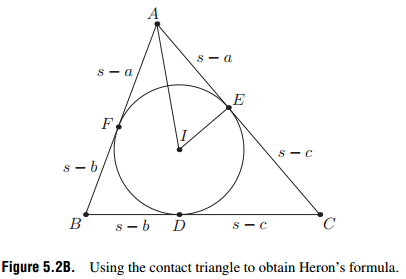 A
s − a
s − a
E
F
I
s − c
s − b
B
s − b
D
s − c
C
Figure 5.2B. Using the contact triangle to obtain Heron's formula.